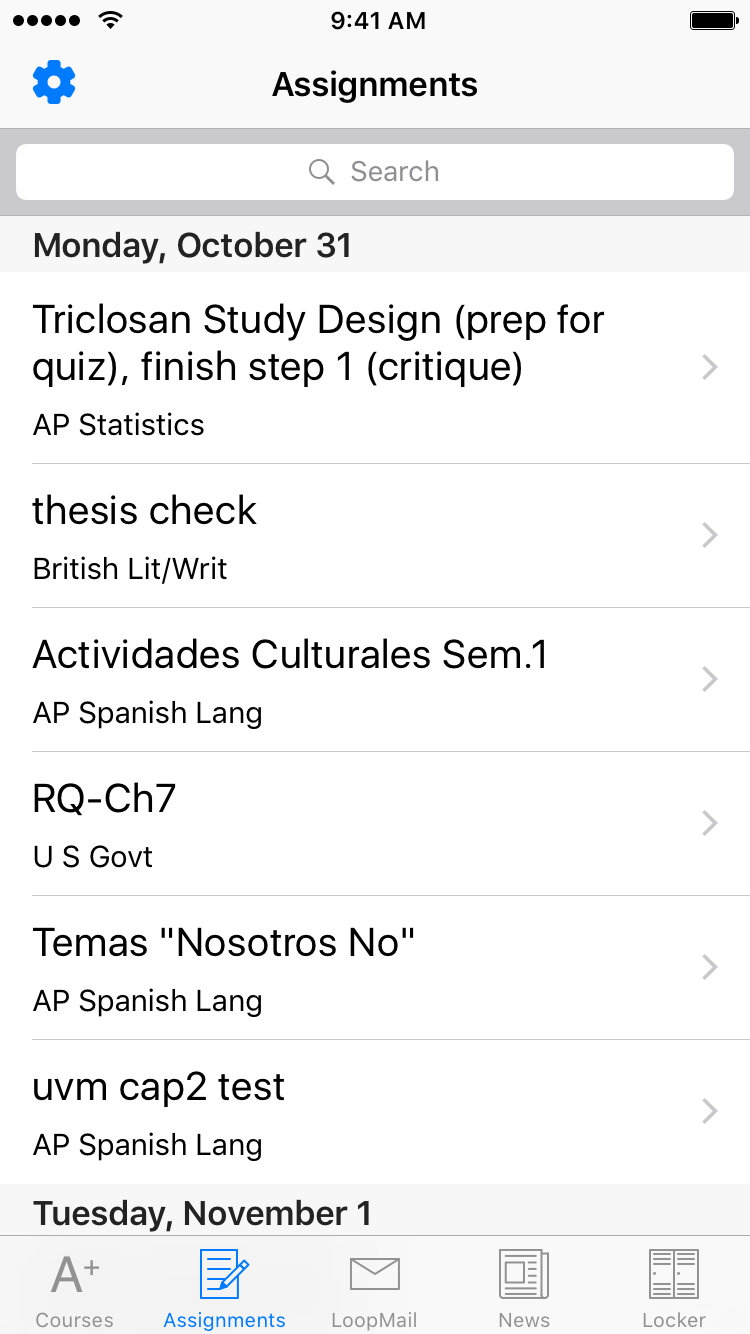 9:41 AM
Assignments
Search
Monday, October 31
Triclosan Study Design (prep for
quiz), finish step 1 (critique)
AP Statistics
thesis check
British Lit/Writ
Actividades Culturales Sem.1
AP Spanish Lang
RQ-Ch7
U S Govt
Temas "Nosotros No"
AP Spanish Lang
uvm cap2 test
AP Spanish Lang
Tuesday, November 1
A+
Courses Assignments LoopMail News Locker